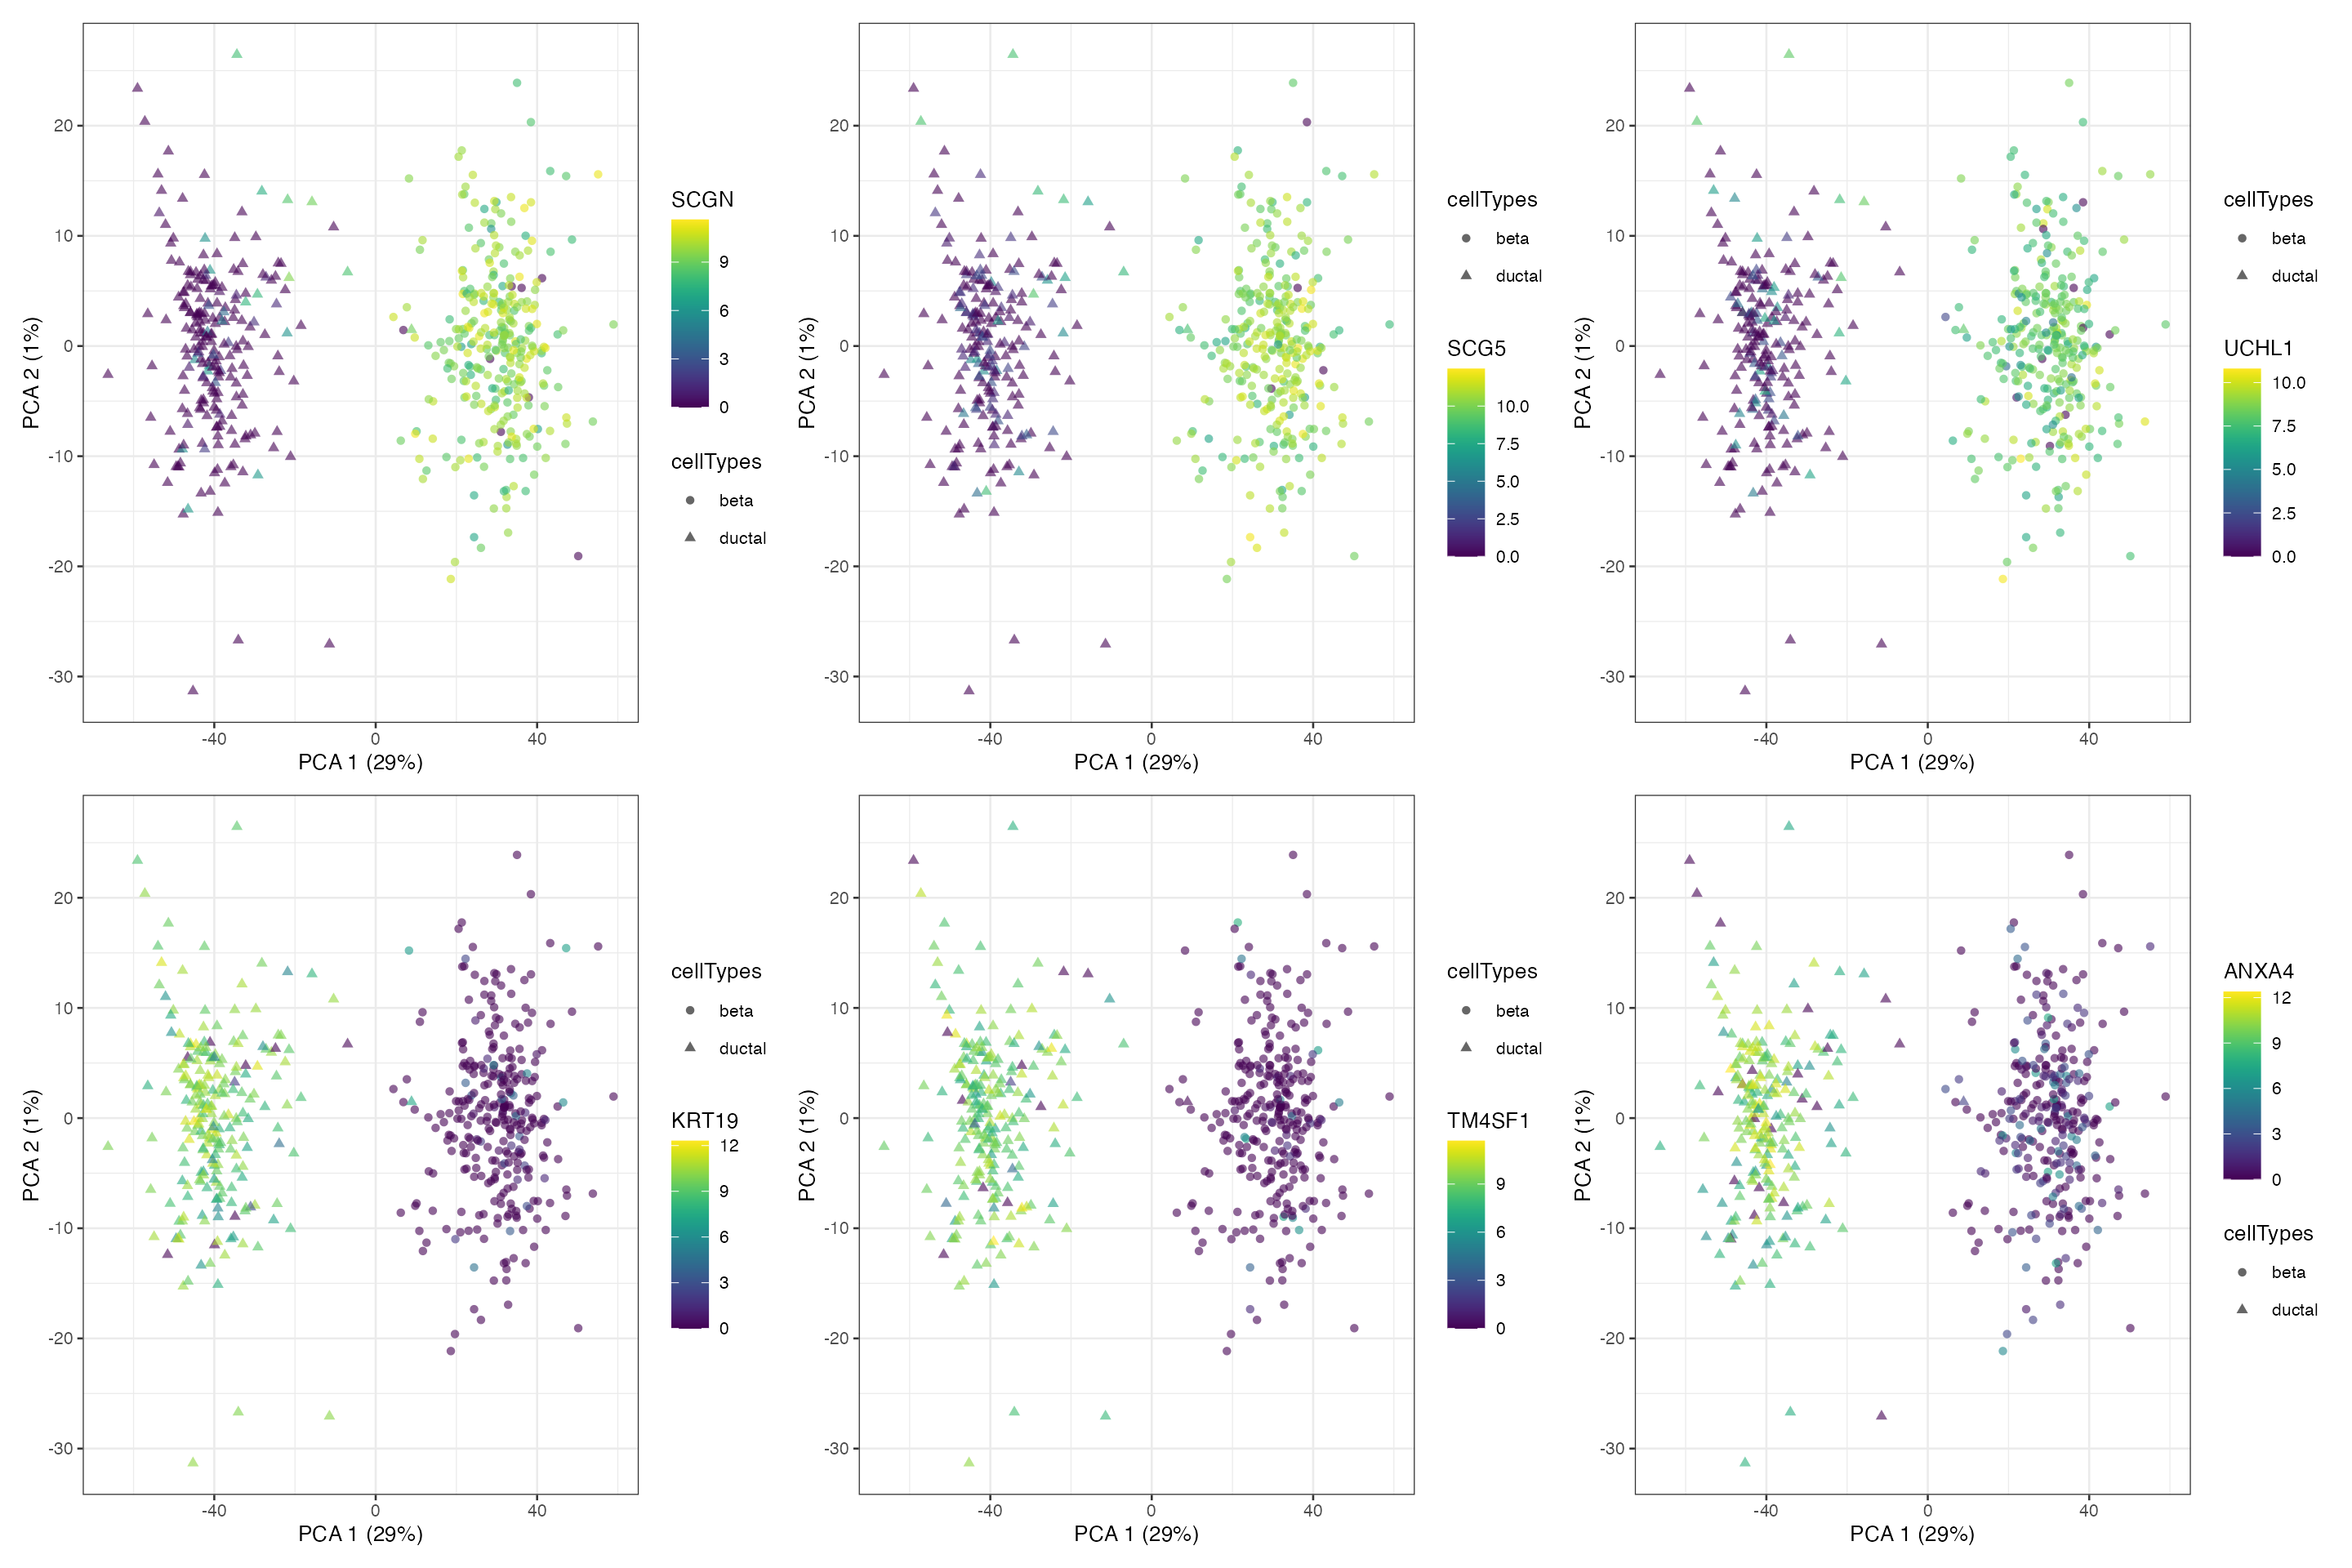 SCGN
9
6
3
0
cellTypes
beta
ductal
20
10
0
-10
-20
-30
-40
0
40
PCA 1 (29%)
PCA 2 (1%)
cellTypes
beta
ductal
SCG5
10.0
7.5
5.0
2.5
0.0
20
10
0
-10
-20
-30
-40
0
40
PCA 1 (29%)
PCA 2 (1%)
cellTypes
beta
ductal
UCHL1
10.0
7.5
5.0
2.5
0.0
20
10
0
-10
-20
-30
-40
0
40
PCA 1 (29%)
PCA 2 (1%)
cellTypes
beta
ductal
KRT19
12
9
6
3
0
20
10
0
-10
-20
-30
-40
0
40
PCA 1 (29%)
PCA 2 (1%)
cellTypes
beta
ductal
TM4SF1
9
6
3
0
20
10
0
-10
-20
-30
-40
0
40
PCA 1 (29%)
PCA 2 (1%)
ANXA4
12
9
6
3
0
cellTypes
beta
ductal
20
10
0
-10
-20
-30
-40
0
40
PCA 1 (29%)
PCA 2 (1%)